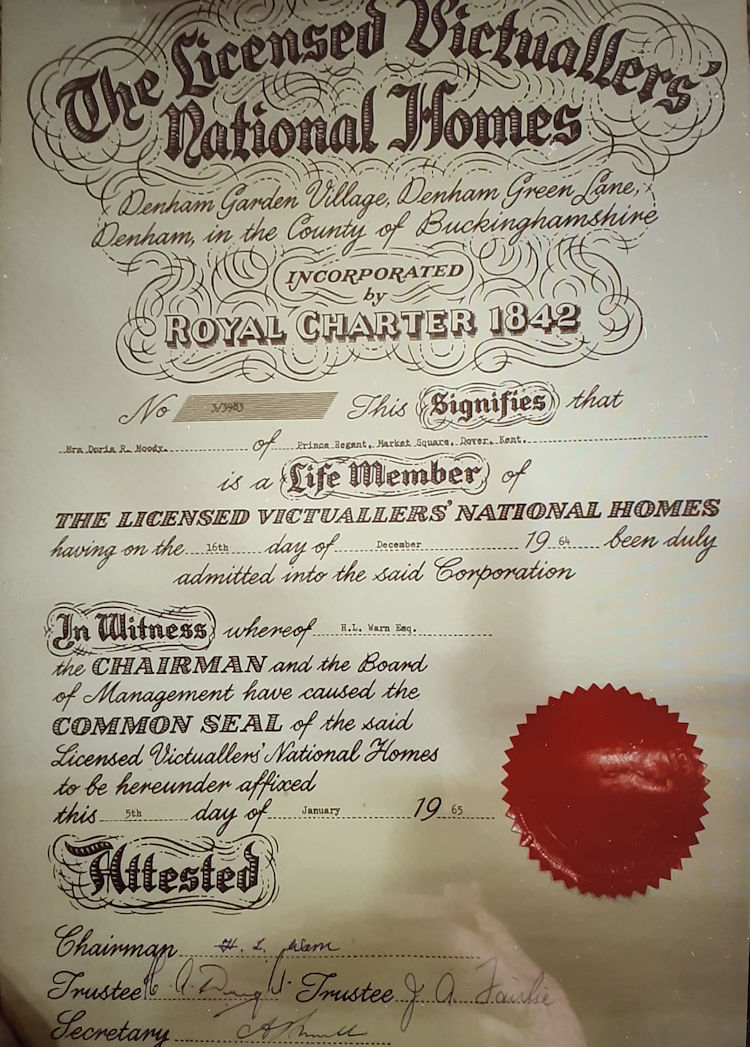 The Licensed Victuallers'
National Homes
Denham Garden Village, Denham Green Lane,
Denham, in the County of Buckinghamshire
INCORPORATED
by
ROYAL CHARTER 1842
No 3/3983 This Signifies that
Mrs Doris R. Moody. of Prince Regent, Market Square, Dover, Kent.
is a Life Member of
THE LICENSED VICTUALLERS' NATIONAL HOMES
having on the 16th day of December 19 64 been duly
admitted into the said Corporation
In Witness whereof H.L. Warn Esq.
the CHAIRMAN and the Board
of Management have caused the
COMMON SEAL of the said
Licensed Victuallers' National Homes
to be hereunder affixed
this 5th day of January 19 65
Attested
Chairman H. L. Warn
Trustee Trustee J A Fairlie
Secretary